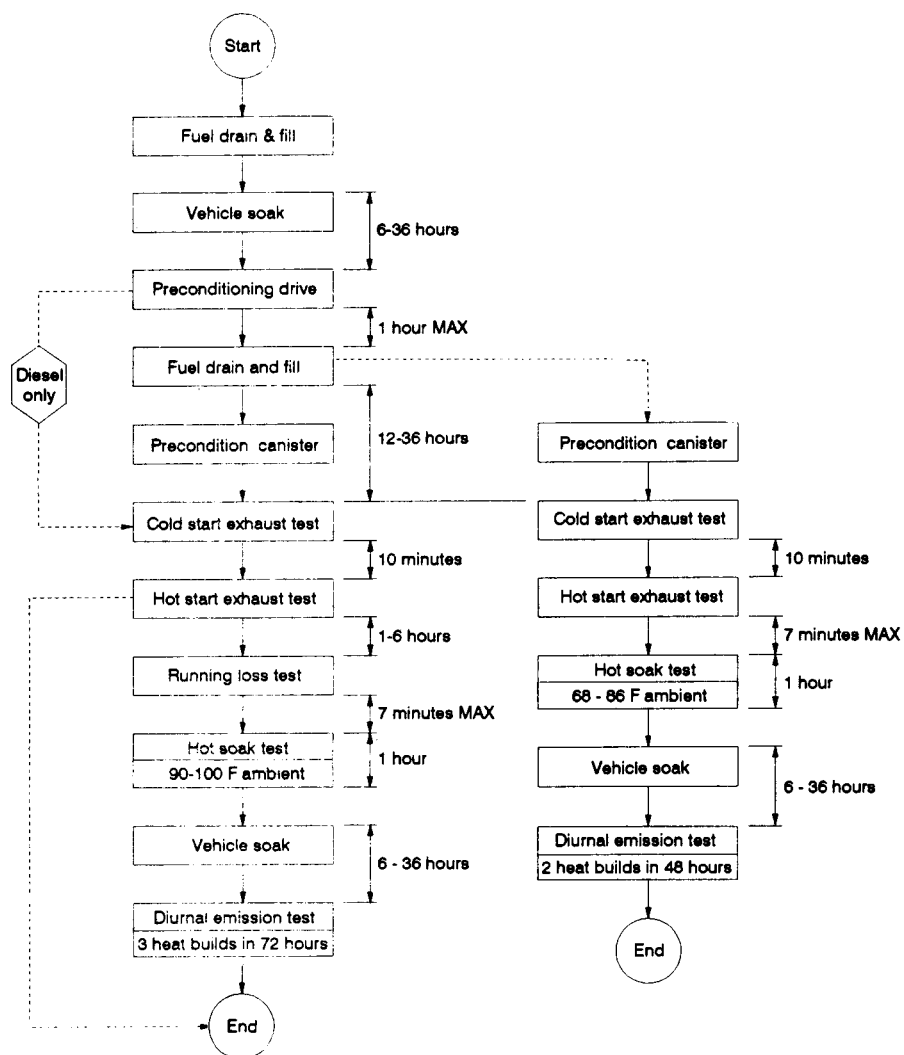 Start
Fuel drain & fill
Vehicle soak
6-36 hours
Preconditioning drive
1 hour MAX
Diesel
only
Fuel drain and fill
12-36 hours
Precondition canister
Cold start exhaust test
10 minutes
Hot start exhaust test
1-6 hours
Running loss test
7 minutes MAX
Hot soak test
90-100 F ambient
1 hour
Vehicle soak
6 - 36 hours
Diurnal emission test
3 heat builds in 72 hours
End
Precondition canister
Cold start exhaust test
10 minutes
Hot start exhaust test
7 minutes MAX
Hot soak test
68 - 86 F ambient
1 hour
Vehicle soak
6 - 36 hours
Diurnal emission test
2 heat builds in 48 hours
End